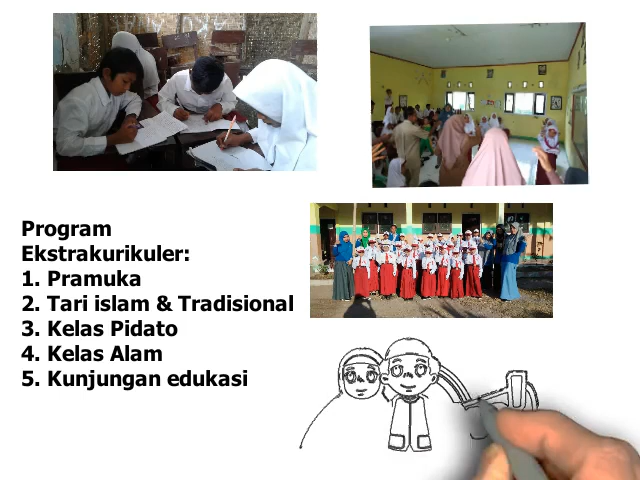 Program
Ekstrakurikuler:
1. Pramuka
2. Tari islam & Tradisional
3. Kelas Pidato
4. Kelas Alam
5. Kunjungan edukasi